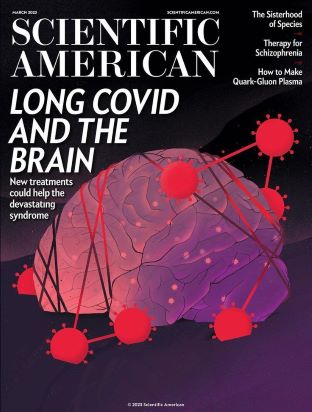 MARCH 2023
SCIENTIFICAMERICAN.COM
SCIENTIFIC
AMERICAN
The Sisterhood
of Species
Therapy for
Schizophrenia
How to Make
Quark-Gluon Plasma
LONG COVID
AND THE
BRAIN
New treatments
could help the
devastating
syndrome
© 2023 Scientific American